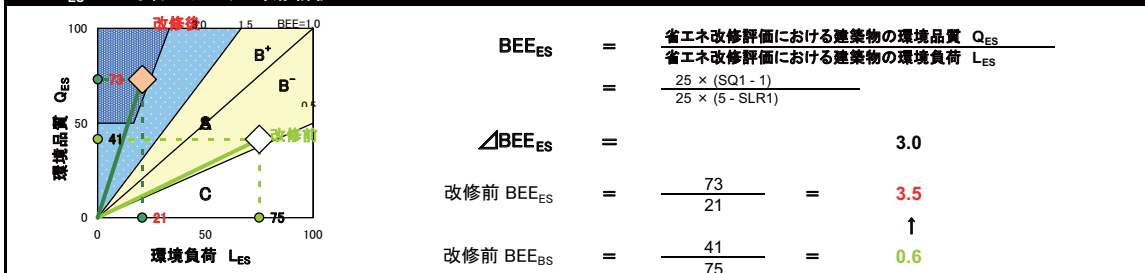 改修後 3.0 1.5 BEE=1.0
100
B+
B-
73
0.5
50
41
S
A
改修前
C
0
21
75
0
50
100
環境品質 QES
環境負荷 LES
BEEES = 省エネ改修評価における建築物の環境品質 QES
省エネ改修評価における建築物の環境負荷 LES
= 25 × (SQ1 - 1)
25 × (5 - SLR1)
⊿BEEES = 3.0
改修前 BEEES = 73 = 3.5
21
↑
改修前 BEEBS = 41 = 0.6
75